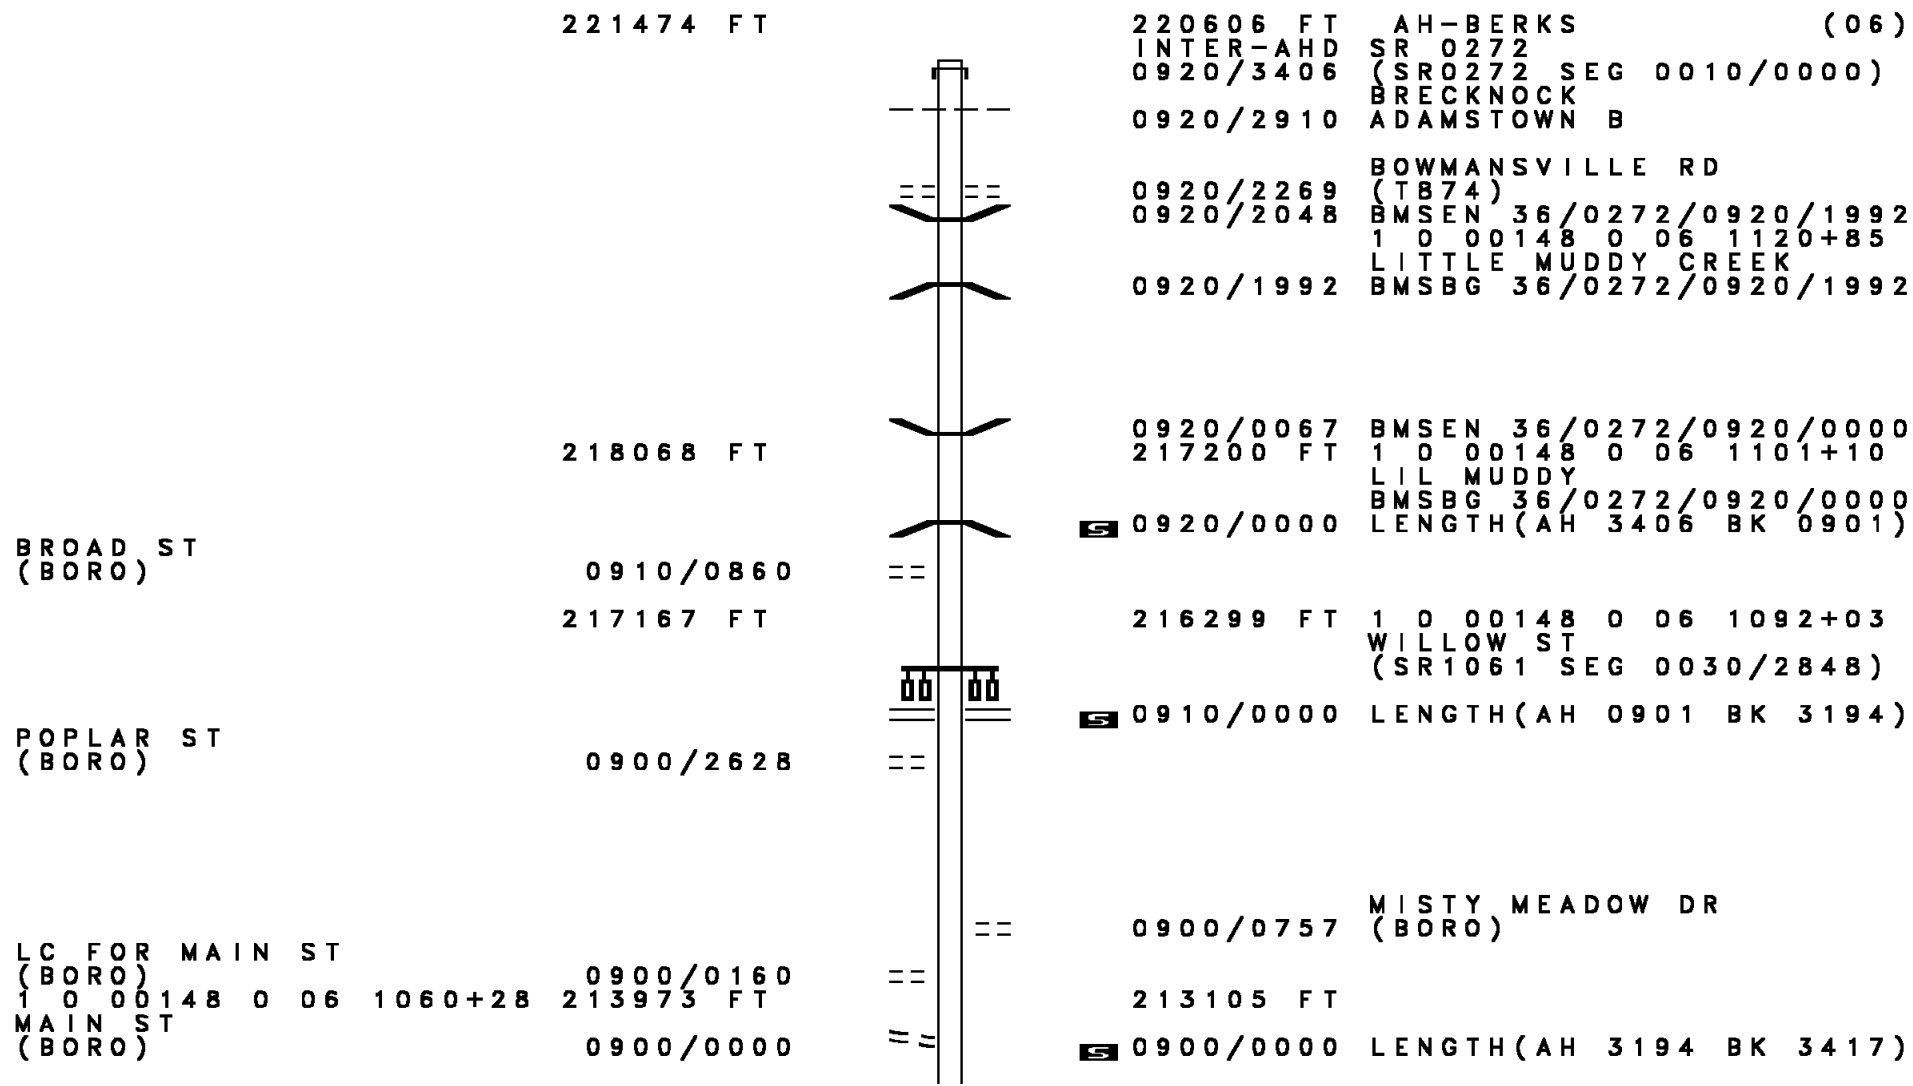 221474 FT 220606 FT AH-BERKS (06)
INTER-AHD SR 0272
0920/3406 (SR0272 SEG 0010/0000)
BRECKNOCK
0920/2910 ADAMSTOWN B
BOWMANSVILLE RD
0920/2269 (T874)
0920/2048 BMSEN 36/0272/0920/1992
1 0 00148 0 06 1120+85
LITTLE MUDDY CREEK
0920/1992 BMSBG 36/0272/0920/1992
0920/0067 BMSEN 36/0272/0920/0000
218068 FT 217200 FT 1 0 00148 0 06 1101+10
LIL MUDDY
BMSBG 36/0272/0920/0000
S 0920/0000 LENGTH(AH 3406 BK 0901)
BROAD ST
(BORO) 0910/0860
217167 FT 216299 FT 1 0 00148 0 06 1092+03
WILLOW ST
(SR1061 SEG 0030/2848)
S 0910/0000 LENGTH(AH 0901 BK 3194)
POPLAR ST
(BORO) 0900/2628
MISTY MEADOW DR
0900/0757 (BORO)
LC FOR MAIN ST
(BORO) 0900/0160
1 0 00148 0 06 1060+28 213973 FT 213105 FT
MAIN ST
(BORO) 0900/0000 S 0900/0000 LENGTH(AH 3194 BK 3417)